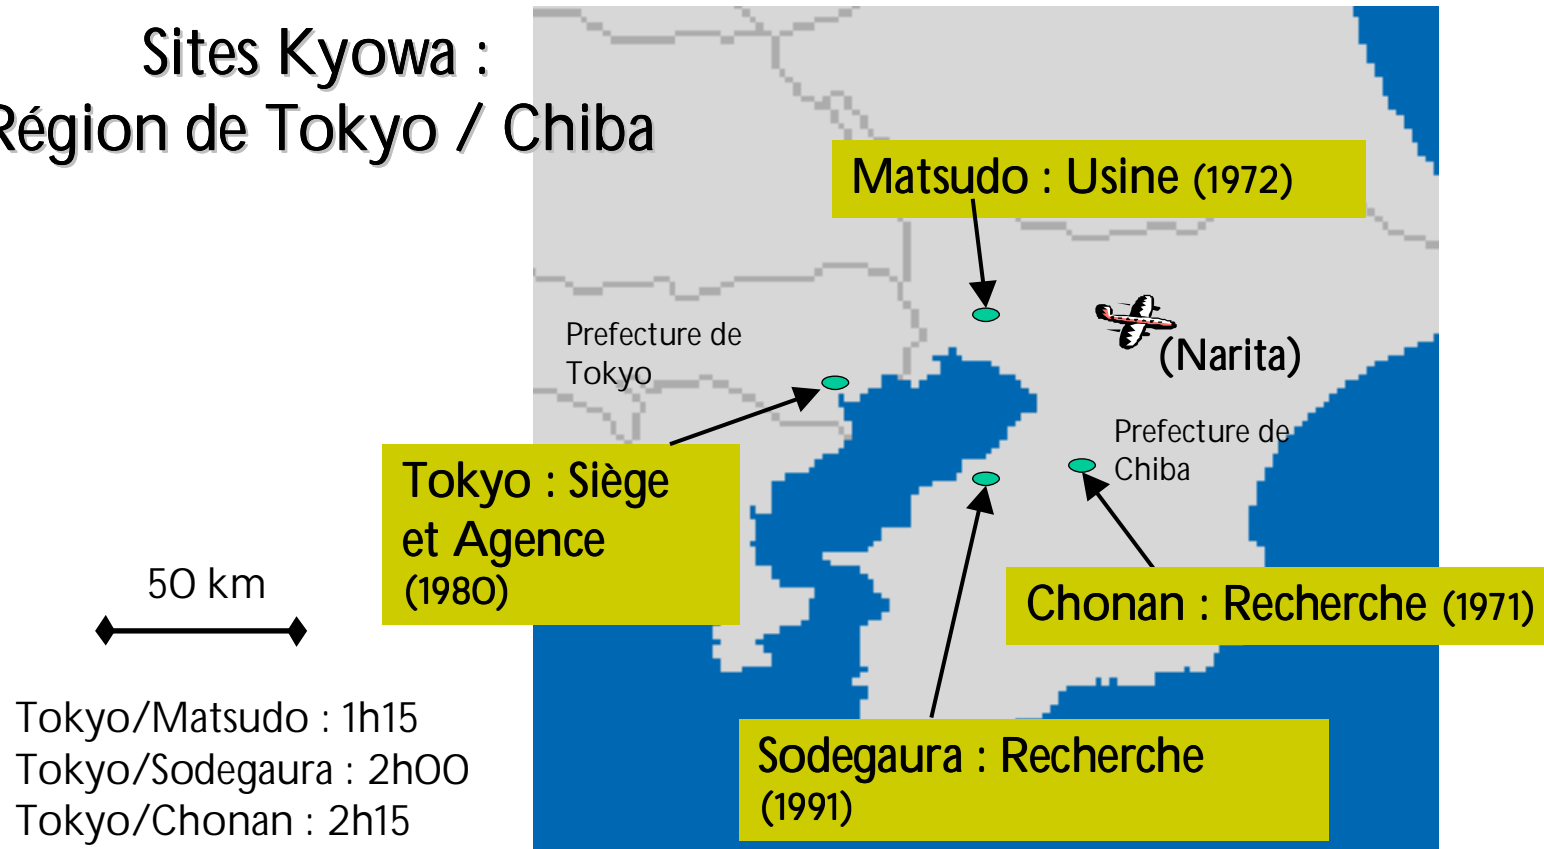 Sites Kyowa :
Région de Tokyo / Chiba
Matsudo : Usine (1972)
(Narita)
Prefecture de
Tokyo
Prefecture de
Chiba
Tokyo : Siège
et Agence
(1980)
Chonan : Recherche (1971)
Sodegaura : Recherche
(1991)
50 km
Tokyo/Matsudo : 1h15
Tokyo/Sodegaura : 2h00
Tokyo/Chonan : 2h15